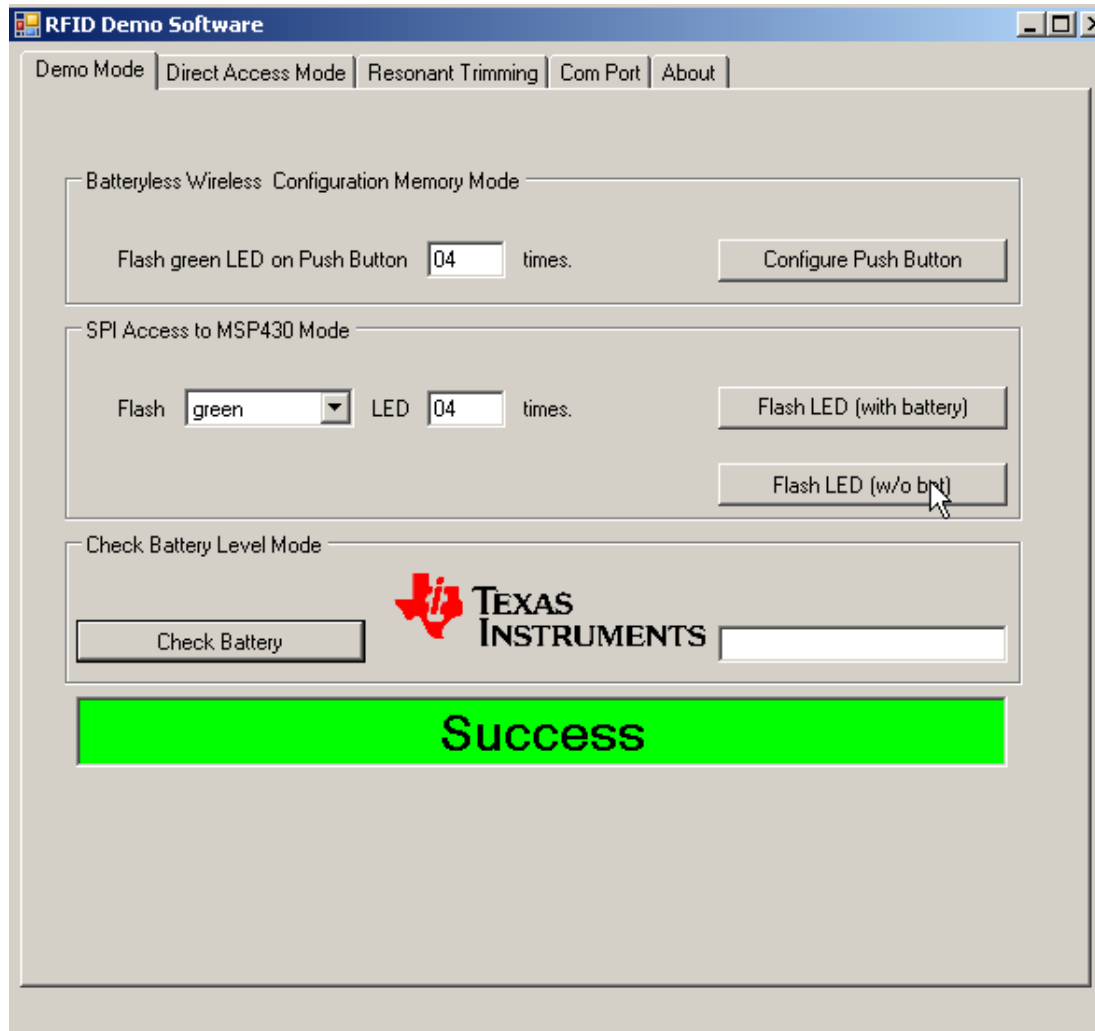 RFID Demo Software
Demo Mode Direct Access Mode Resonant Trimming Com Port About
Batteryless Wireless Configuration Memory Mode
Flash green LED on Push Button 04 times. Configure Push Button
SPI Access to MSP430 Mode
Flash green LED 04 times. Flash LED (with battery)
Flash LED (w/o bat)
Check Battery Level Mode
Check Battery
TEXAS
INSTRUMENTS
Success